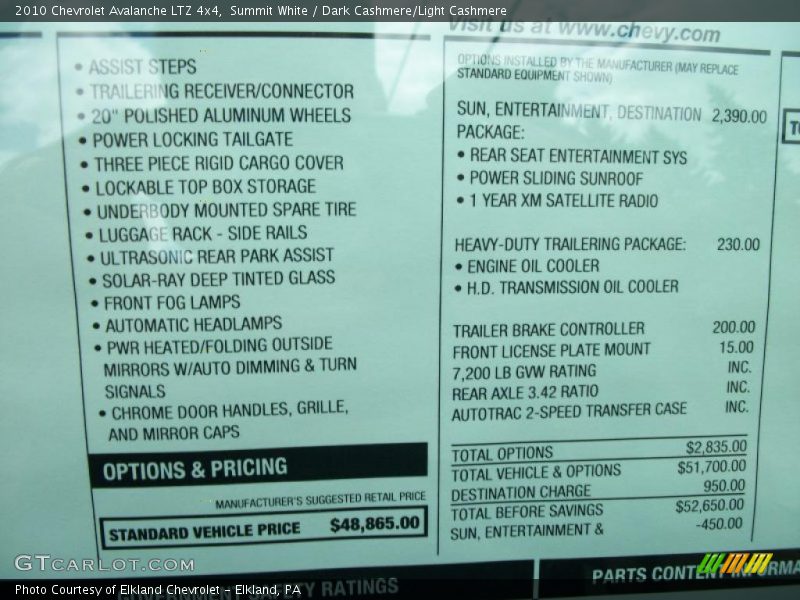 2010 Chevrolet Avalanche LTZ 4x4, Summit White / Dark Cashmere/Light Cashmere
• ASSIST STEPS
• TRAILERING RECEIVER/CONNECTOR
• 20" POLISHED ALUMINUM WHEELS
• POWER LOCKING TAILGATE
• THREE PIECE RIGID CARGO COVER
• LOCKABLE TOP BOX STORAGE
• UNDERBODY MOUNTED SPARE TIRE
• LUGGAGE RACK - SIDE RAILS
• ULTRASONIC REAR PARK ASSIST
• SOLAR-RAY DEEP TINTED GLASS
• FRONT FOG LAMPS
• AUTOMATIC HEADLAMPS
• PWR HEATED/FOLDING OUTSIDE
MIRRORS W/AUTO DIMMING & TURN
SIGNALS
• CHROME DOOR HANDLES, GRILLE,
AND MIRROR CAPS
OPTIONS & PRICING
MANUFACTURER'S SUGGESTED RETAIL PRICE
STANDARD VEHICLE PRICE $48,865.00
Visit us at www.chevy.com
OPTIONS INSTALLED BY THE MANUFACTURER (MAY REPLACE
STANDARD EQUIPMENT SHOWN)
SUN, ENTERTAINMENT, DESTINATION 2,390.00
PACKAGE:
• REAR SEAT ENTERTAINMENT SYS
• POWER SLIDING SUNROOF
• 1 YEAR XM SATELLITE RADIO
HEAVY-DUTY TRAILERING PACKAGE: 230.00
• ENGINE OIL COOLER
• H.D. TRANSMISSION OIL COOLER
TRAILER BRAKE CONTROLLER 200.00
FRONT LICENSE PLATE MOUNT 15.00
7,200 LB GVW RATING INC.
REAR AXLE 3.42 RATIO INC.
AUTOTRAC 2-SPEED TRANSFER CASE INC.
TOTAL OPTIONS $2,835.00
TOTAL VEHICLE & OPTIONS $51,700.00
DESTINATION CHARGE 950.00
TOTAL BEFORE SAVINGS $52,650.00
SUN, ENTERTAINMENT & -450.00
GTCARLOT.COM
GOVERNMENT SAFETY RATINGS
PARTS CONTENT INFORMA
Photo Courtesy of Elkland Chevrolet - Elkland, PA